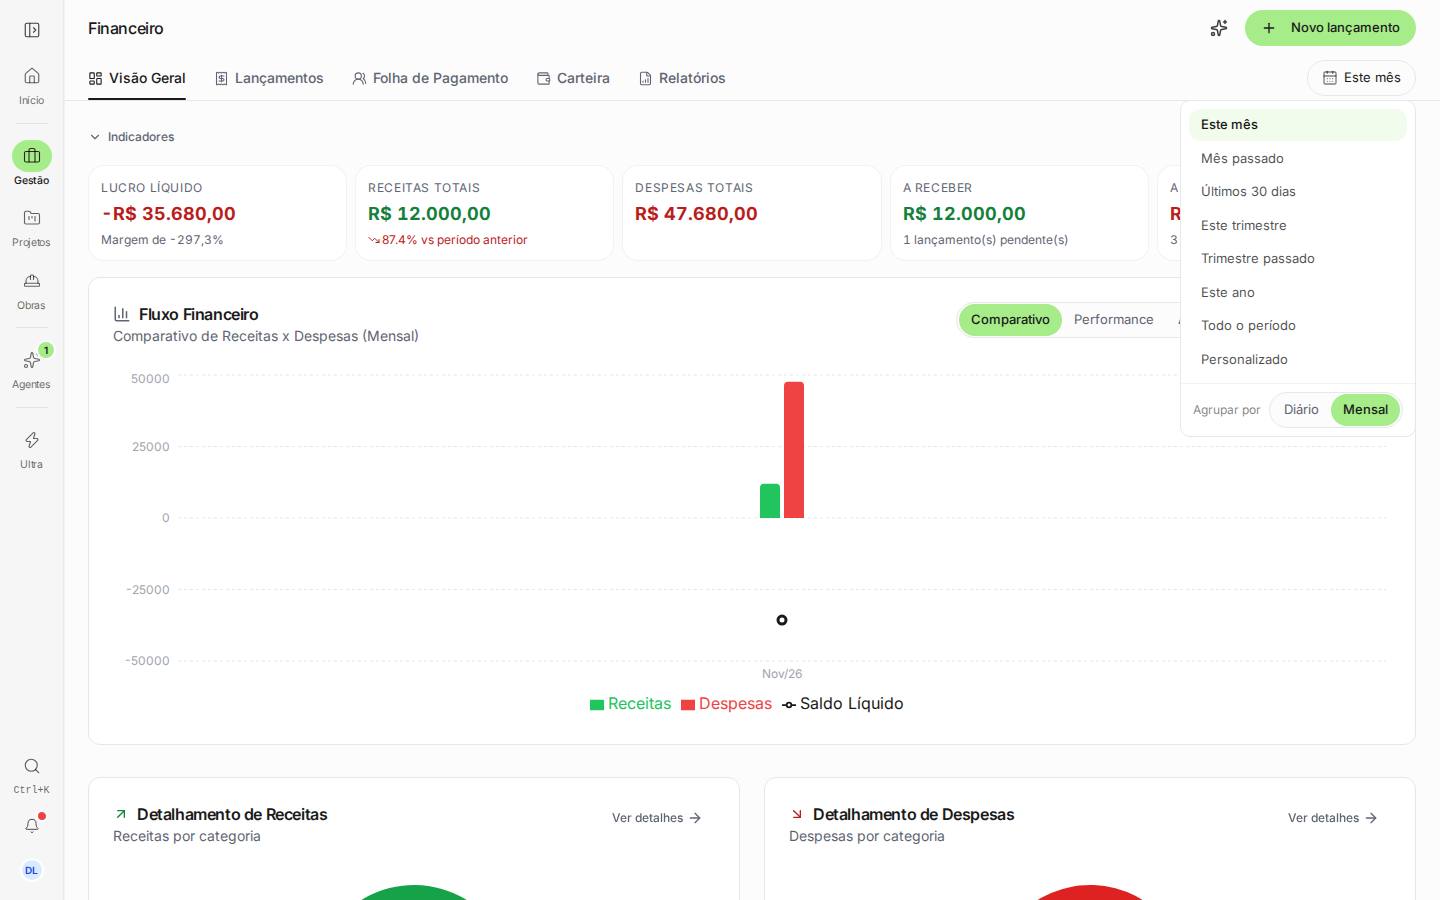 Financeiro
Novo lançamento
Início
Gestão
Projetos
Obras
1
Agentes
Ultra
Ctrl+K
DL
Visão Geral
Lançamentos
Folha de Pagamento
Carteira
Relatórios
Este mês
Este mês
Mês passado
Últimos 30 dias
Este trimestre
Trimestre passado
Este ano
Todo o período
Personalizado
Agrupar por
Diário
Mensal
Indicadores
LUCRO LÍQUIDO
-R$ 35.680,00
Margem de -297,3%
RECEITAS TOTAIS
R$ 12.000,00
87.4% vs período anterior
DESPESAS TOTAIS
R$ 47.680,00
A RECEBER
R$ 12.000,00
1 lançamento(s) pendente(s)
A
R
3
Fluxo Financeiro
Comparativo de Receitas x Despesas (Mensal)
Comparativo
Performance
50000
25000
0
-25000
-50000
Nov/26
Receitas
Despesas
Saldo Líquido
Detalhamento de Receitas
Receitas por categoria
Ver detalhes
Detalhamento de Despesas
Despesas por categoria
Ver detalhes